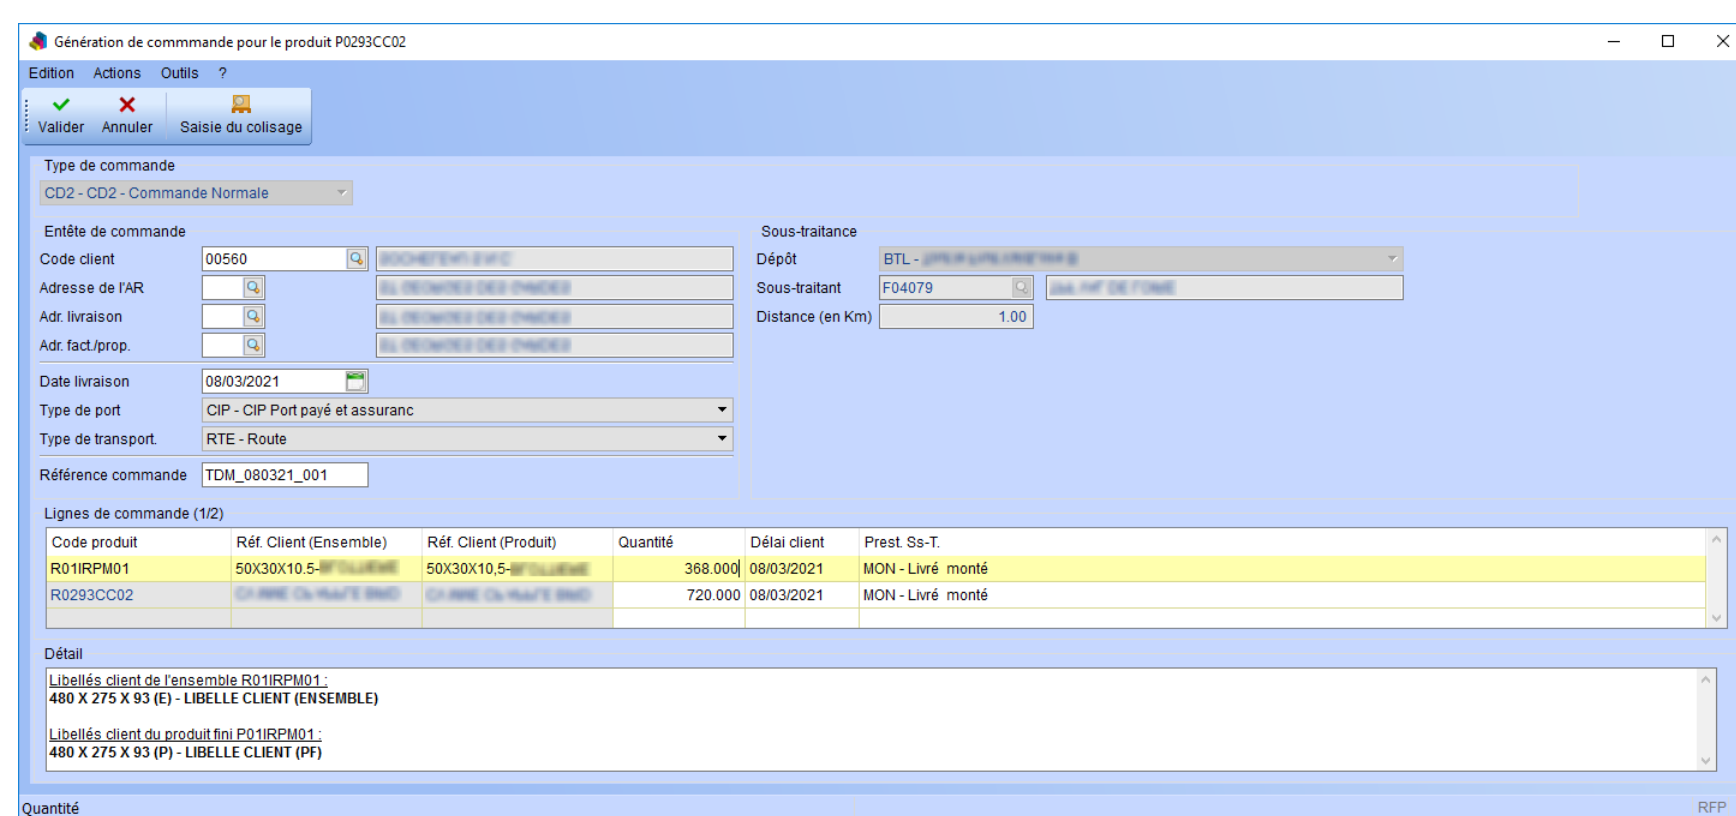 Génération de commmande pour le produit P0293CC02
Edition Actions Outils ?
Valider Annuler Saisie du colisage
Type de commande
CD2 - CD2 - Commande Normale
Entête de commande
Code client 00560
Adresse de l'AR
Adr. livraison
Adr. fact./prop.
Date livraison 08/03/2021
Type de port CIP - CIP Port payé et assuranc
Type de transport. RTE - Route
Référence commande TDM_080321_001
Sous-traitance
Dépôt BTL -
Sous-traitant F04079
Distance (en Km) 1.00
Lignes de commande (1/2)
Code produit Réf. Client (Ensemble) Réf. Client (Produit) Quantité Délai client Prest. Ss-T.
R01IRPM01 50X30X10.5- 50X30X10,5- 368.000 08/03/2021 MON - Livré monté
R0293CC02 720.000 08/03/2021 MON - Livré monté
Détail
Libellés client de l'ensemble R01IRPM01 :
480 X 275 X 93 (E) - LIBELLE CLIENT (ENSEMBLE)
Libellés client du produit fini P01IRPM01 :
480 X 275 X 93 (P) - LIBELLE CLIENT (PF)
Quantité RFP